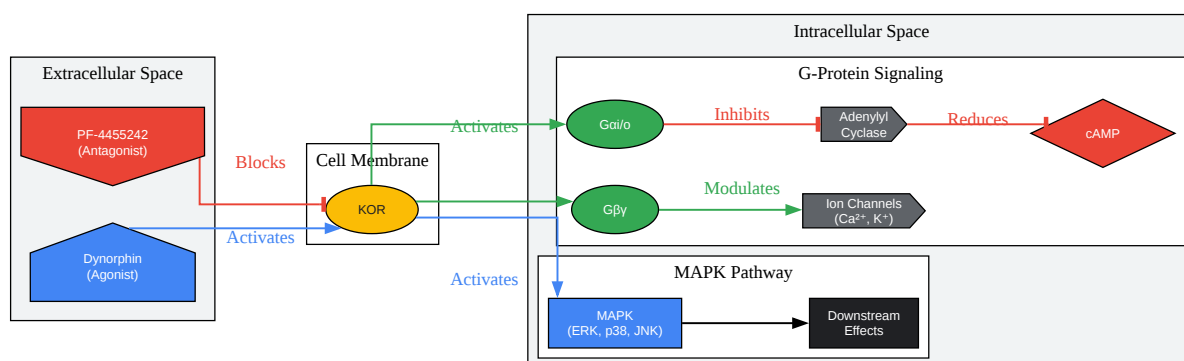 Intracellular Space
Extracellular Space
G-Protein Signaling
PF-4455242
(Antagonist)
Blocks
Cell Membrane
KOR
Activates
Gαi/o
Inhibits
Adenylyl
Cyclase
Reduces
cAMP
Dynorphin
(Agonist)
Activates
Gβγ
Modulates
Ion Channels
(Ca²⁺, K⁺)
Activates
MAPK Pathway
MAPK
(ERK, p38, JNK)
Downstream
Effects